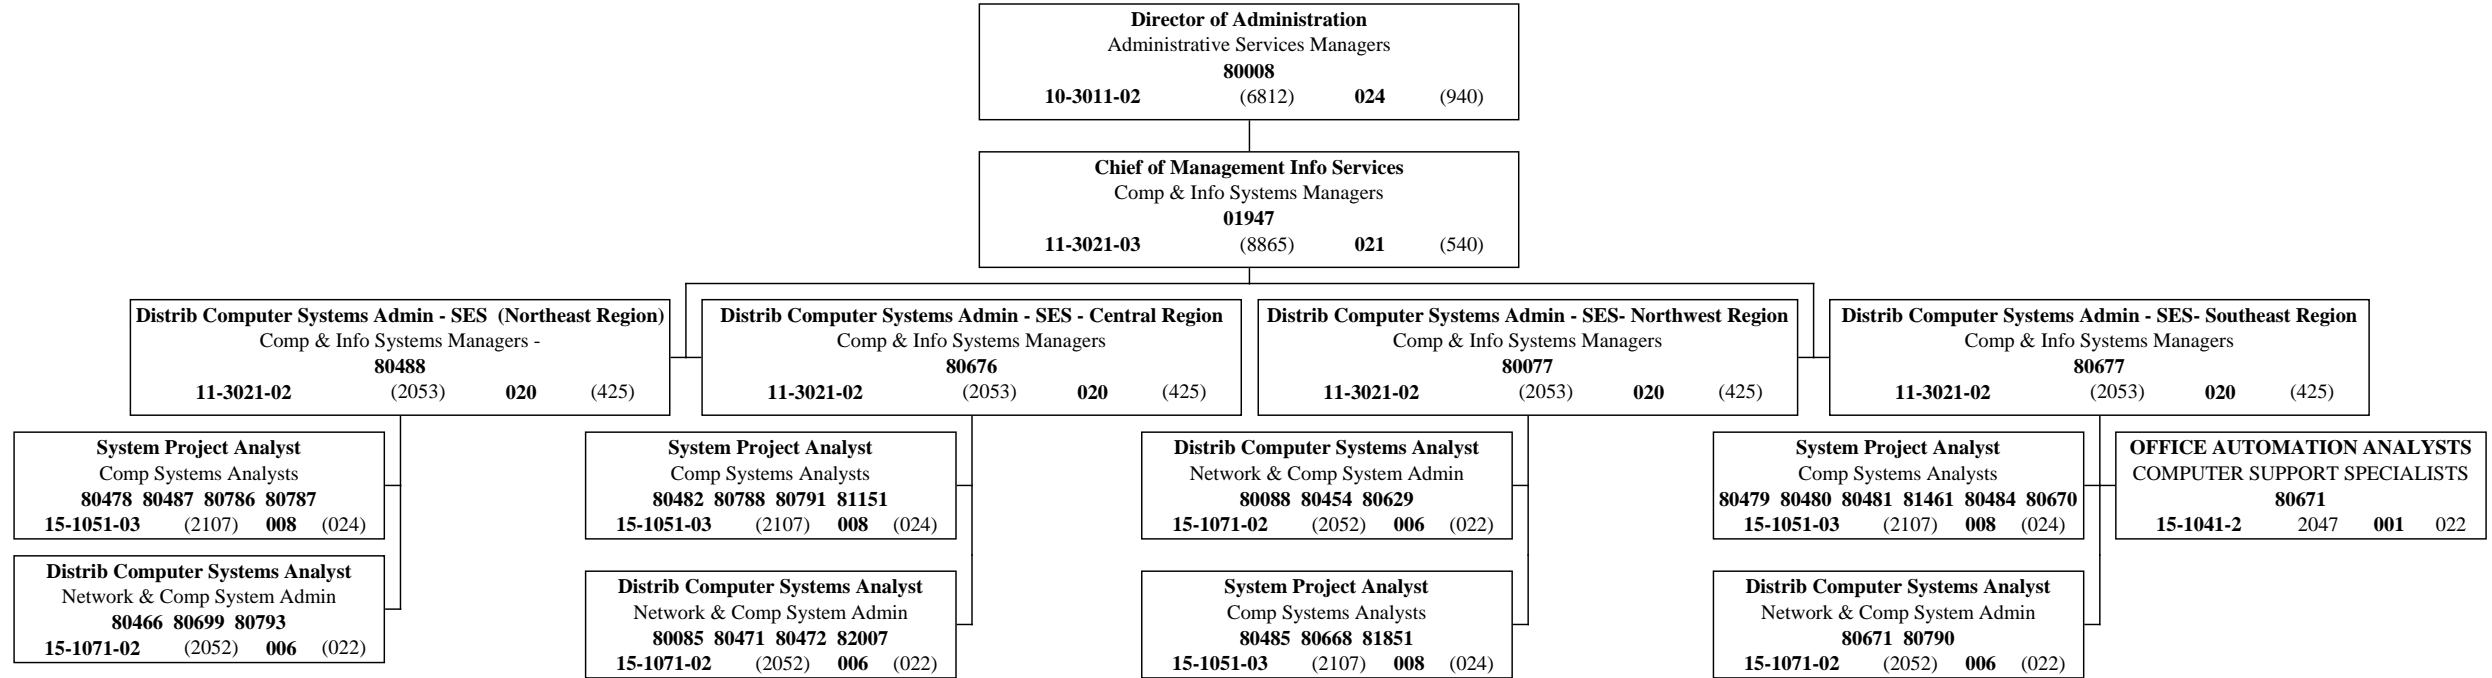 Director of Administration
Administrative Services Managers
80008
10-3011-02 (6812) 024 (940)
Chief of Management Info Services
Comp & Info Systems Managers
01947
11-3021-03 (8865) 021 (540)
Distrib Computer Systems Admin - SES (Northeast Region)
Comp & Info Systems Managers -
80488
11-3021-02 (2053) 020 (425)
Distrib Computer Systems Admin - SES - Central Region
Comp & Info Systems Managers
80676
11-3021-02 (2053) 020 (425)
Distrib Computer Systems Admin - SES- Northwest Region
Comp & Info Systems Managers
80077
11-3021-02 (2053) 020 (425)
Distrib Computer Systems Admin - SES- Southeast Region
Comp & Info Systems Managers
80677
11-3021-02 (2053) 020 (425)
System Project Analyst
Comp Systems Analysts
80478 80487 80786 80787
15-1051-03 (2107) 008 (024)
System Project Analyst
Comp Systems Analysts
80482 80788 80791 81151
15-1051-03 (2107) 008 (024)
Distrib Computer Systems Analyst
Network & Comp System Admin
80088 80454 80629
15-1071-02 (2052) 006 (022)
System Project Analyst
Comp Systems Analysts
80479 80480 80481 81461 80484 80670
15-1051-03 (2107) 008 (024)
OFFICE AUTOMATION ANALYSTS
COMPUTER SUPPORT SPECIALISTS
80671
15-1041-2 2047 001 022
Distrib Computer Systems Analyst
Network & Comp System Admin
80466 80699 80793
15-1071-02 (2052) 006 (022)
Distrib Computer Systems Analyst
Network & Comp System Admin
80085 80471 80472 82007
15-1071-02 (2052) 006 (022)
System Project Analyst
Comp Systems Analysts
80485 80668 81851
15-1051-03 (2107) 008 (024)
Distrib Computer Systems Analyst
Network & Comp System Admin
80671 80790
15-1071-02 (2052) 006 (022)